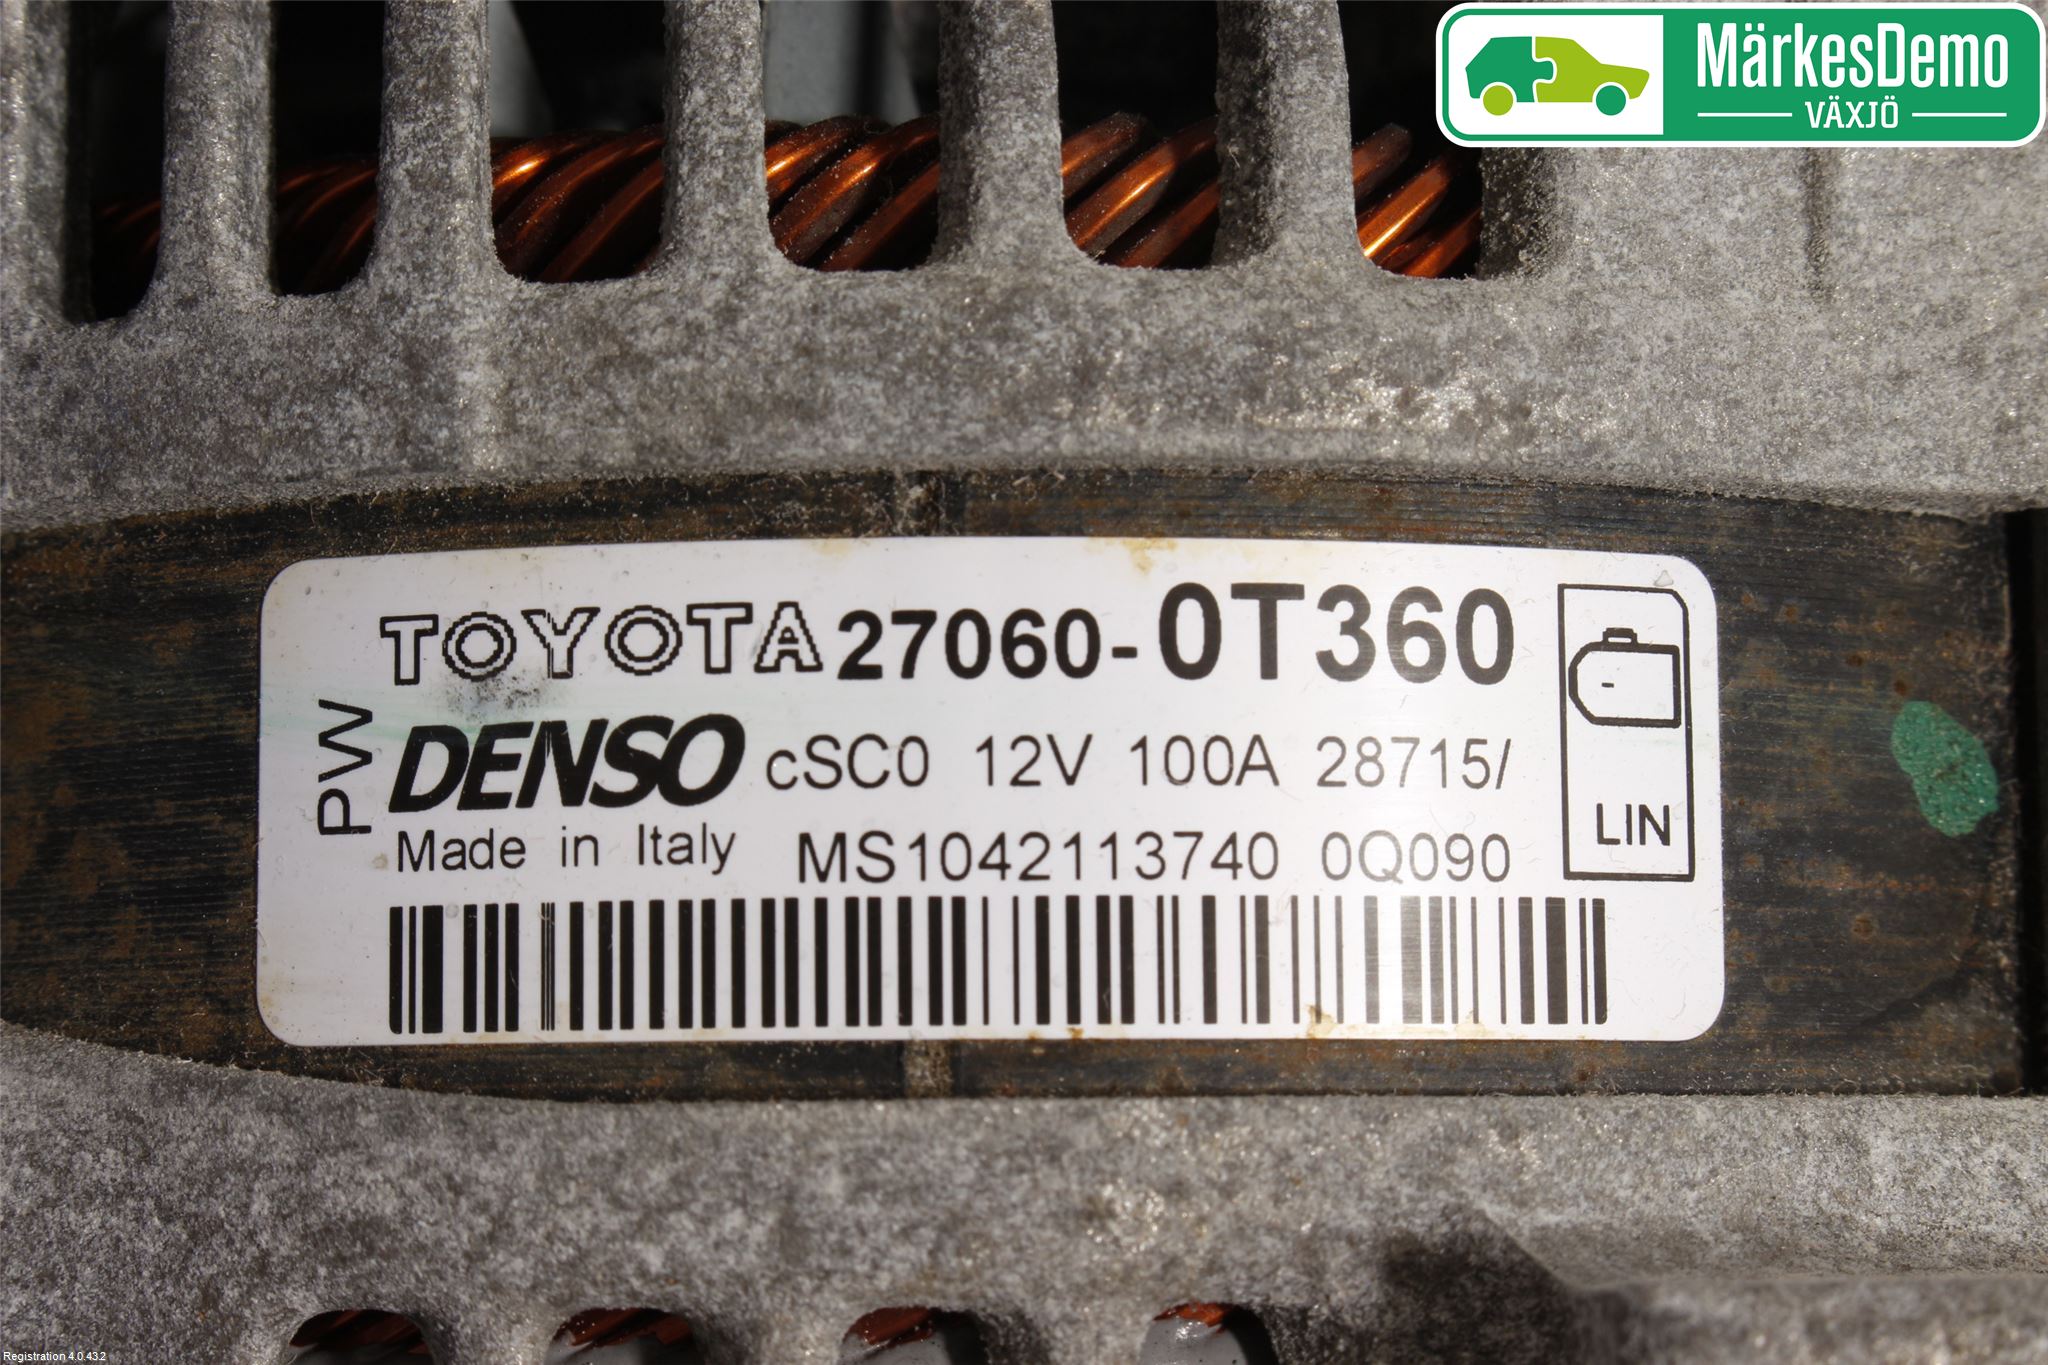 MärkesDemo
VÄXJÖ
TOYOTA 27060-0T360
PW
DENSO cSC0 12V 100A 28715/
Made in Italy MS1042113740 0Q090
LIN
Registration 4.0.43.2